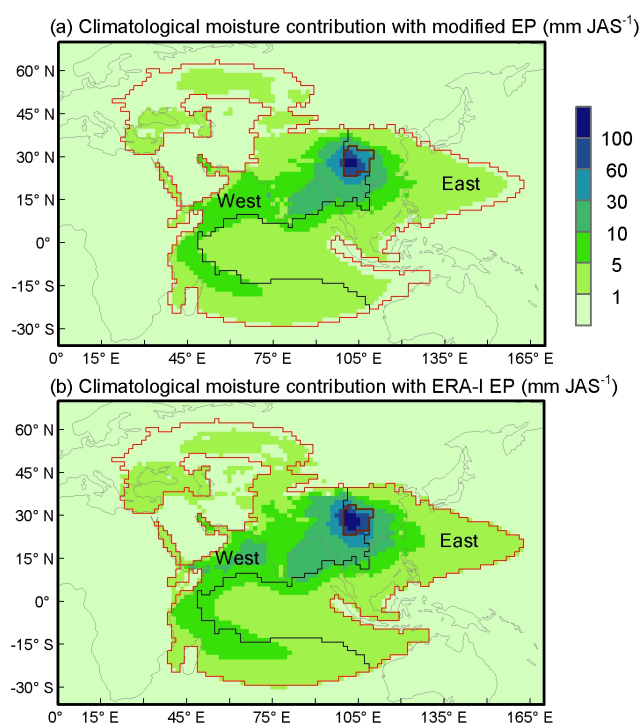 (a) Climatological moisture contribution with modified EP (mm JAS⁻¹)
60° N
45° N
30° N
15° N
0°
-15° S
-30° S
West
East
0°
15° E
45° E
75° E
105° E
135° E
165° E
100
60
30
10
5
1
(b) Climatological moisture contribution with ERA-I EP (mm JAS⁻¹)
60° N
45° N
30° N
15° N
0°
-15° S
-30° S
West
East
0°
15° E
45° E
75° E
105° E
135° E
165° E